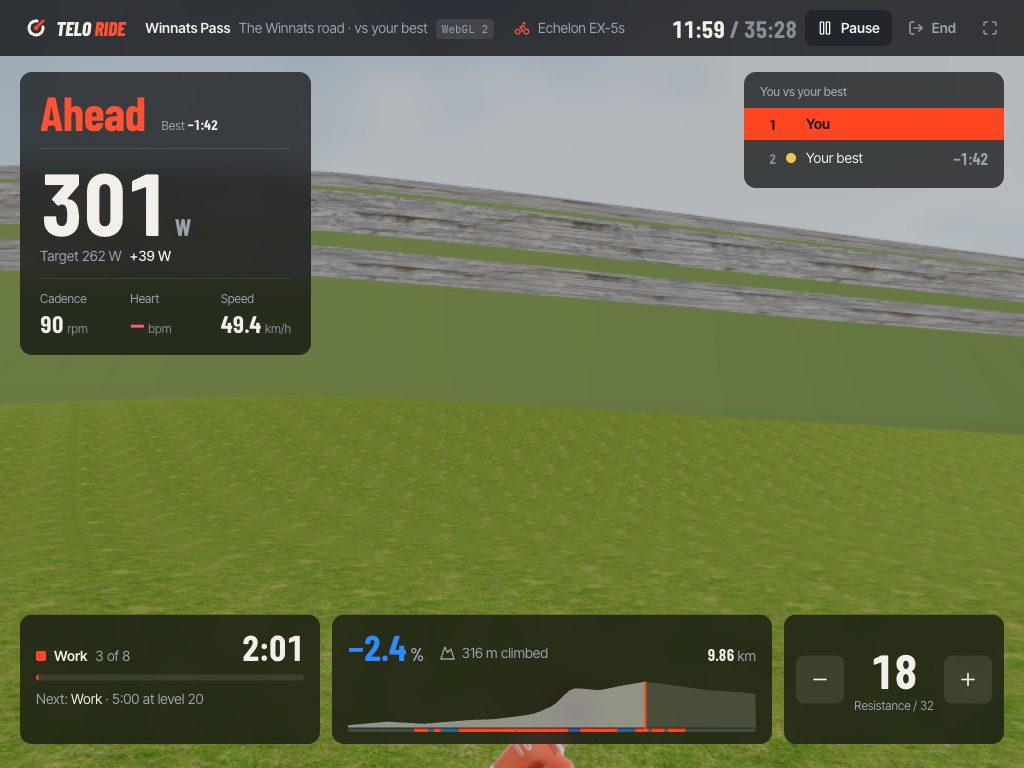 TELO RIDE Winnats Pass The Winnats road · vs your best WebGL 2 Echelon EX-5s 11:59 / 35:28 Pause End
Ahead Best −1:42
301 W
Target 262 W +39 W
Cadence Heart Speed
90 rpm — bpm 49.4 km/h
You vs your best
1 You
2 Your best −1:42
Work 3 of 8 2:01
Next: Work · 5:00 at level 20
−2.4 % 316 m climbed 9.86 km
− 18 +
Resistance / 32